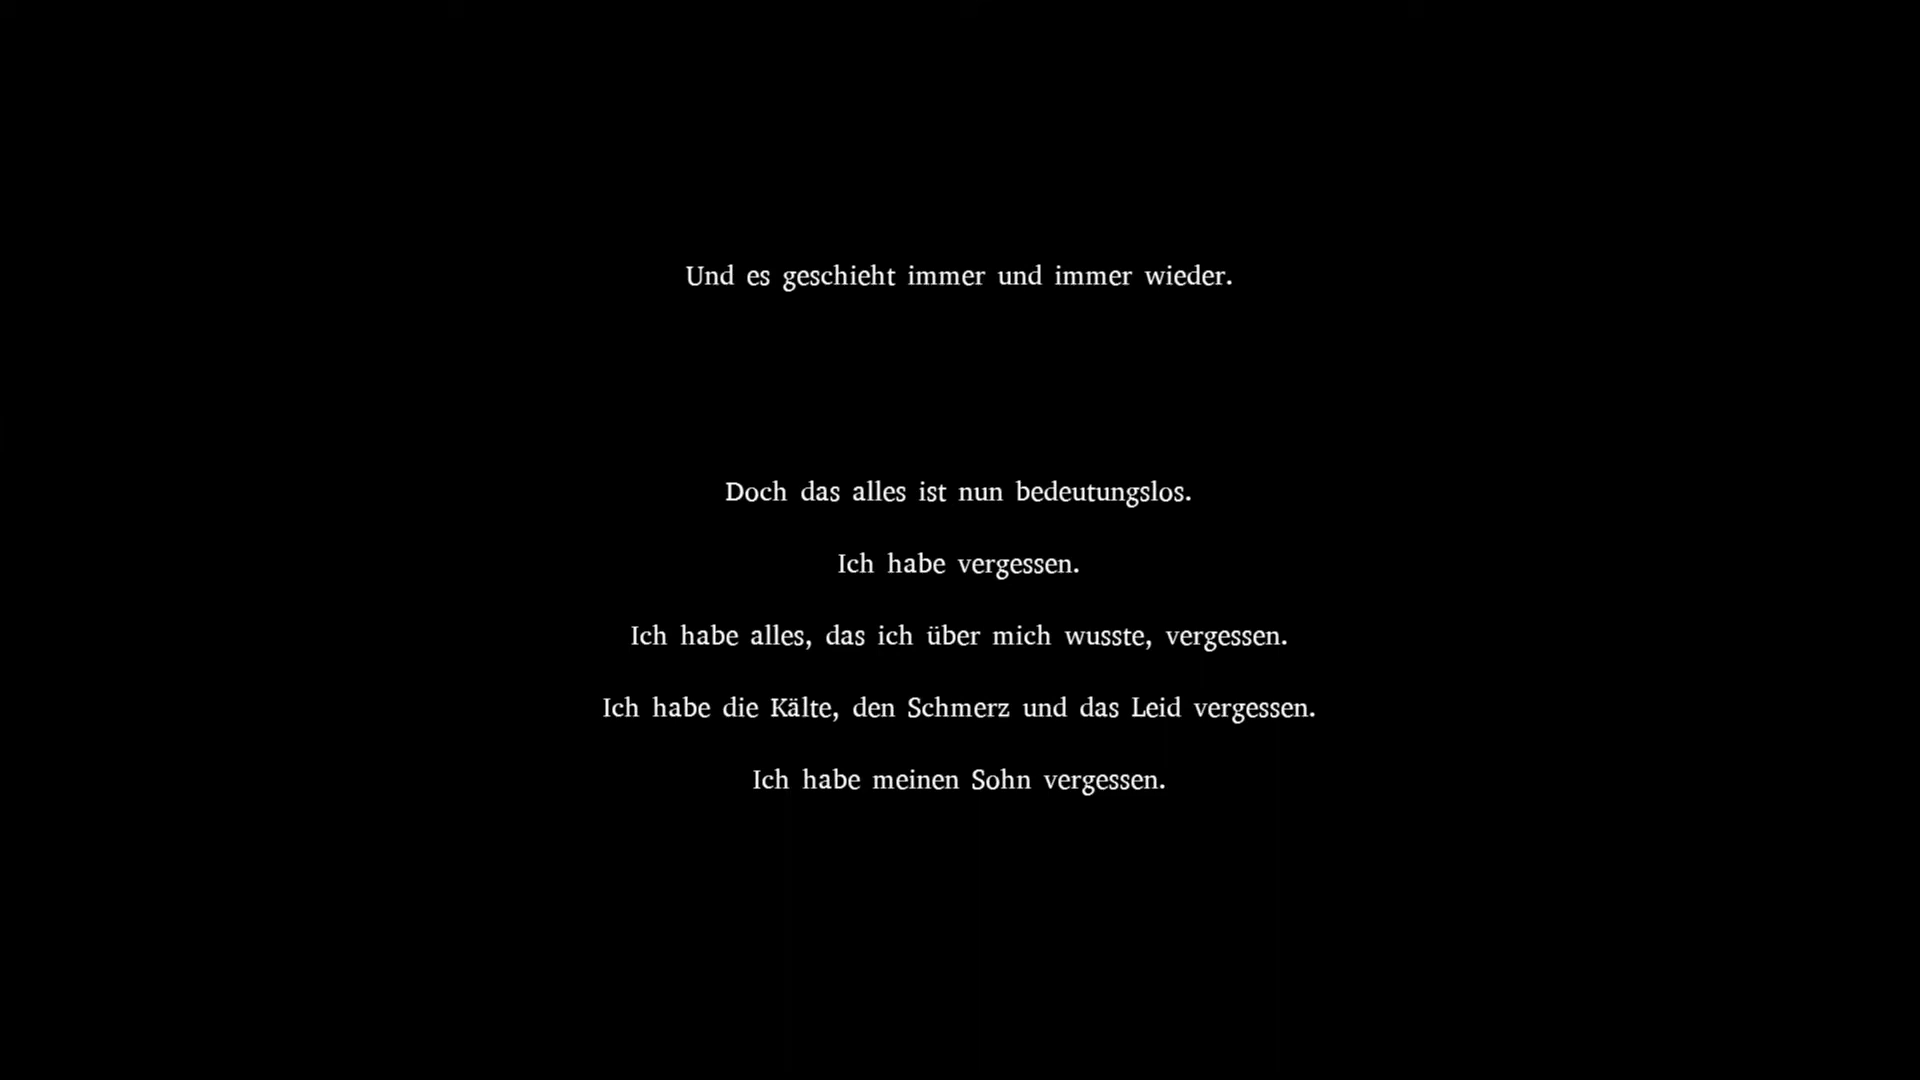 Und es geschieht immer und immer wieder.
Doch das alles ist nun bedeutungslos.
Ich habe vergessen.
Ich habe alles, das ich über mich wusste, vergessen.
Ich habe die Kälte, den Schmerz und das Leid vergessen.
Ich habe meinen Sohn vergessen.